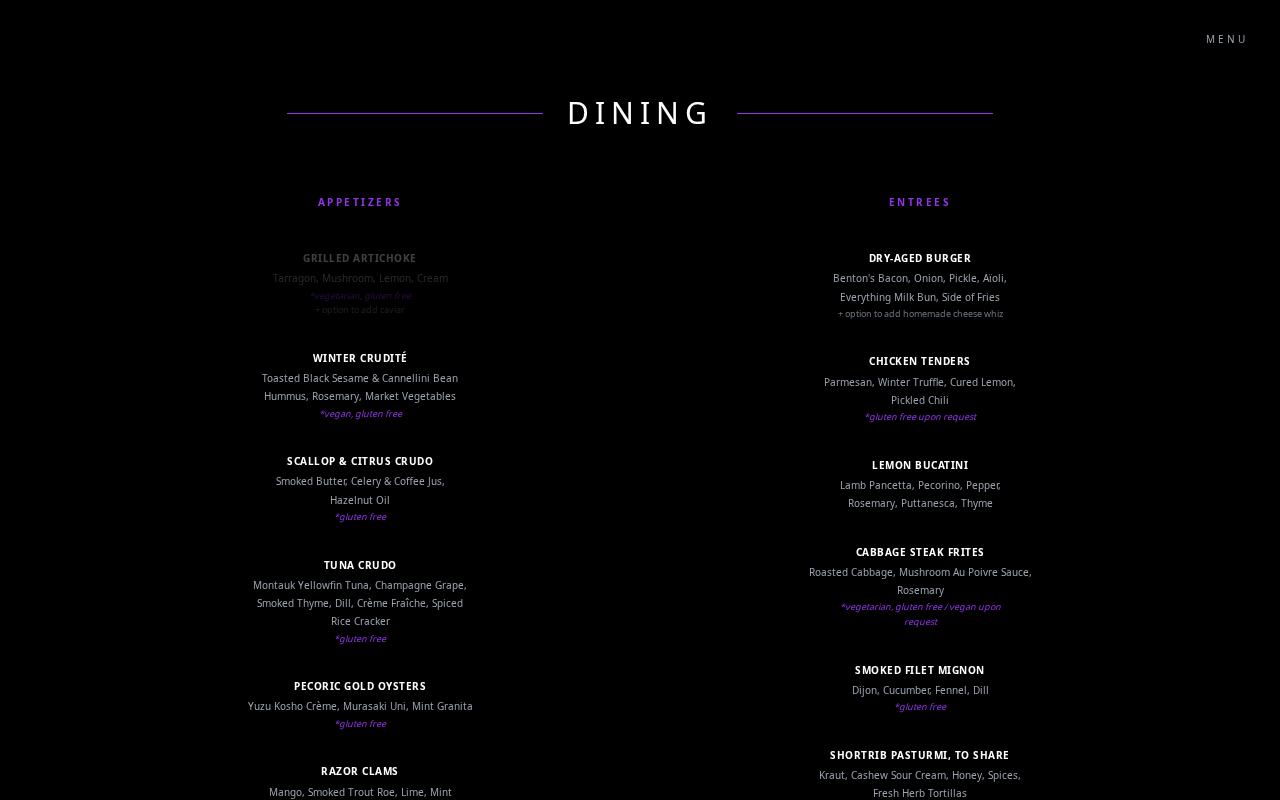 MENU
DINING
APPETIZERS
GRILLED ARTICHOKE
Tarragon, Mushroom, Lemon, Cream
*vegetarian, gluten free
+ option to add caviar
WINTER CRUDITÉ
Toasted Black Sesame & Cannellini Bean
Hummus, Rosemary, Market Vegetables
*vegan, gluten free
SCALLOP & CITRUS CRUDO
Smoked Butter, Celery & Coffee Jus,
Hazelnut Oil
*gluten free
TUNA CRUDO
Montauk Yellowfin Tuna, Champagne Grape,
Smoked Thyme, Dill, Crème Fraîche, Spiced
Rice Cracker
*gluten free
PECORIC GOLD OYSTERS
Yuzu Kosho Crème, Murasaki Uni, Mint Granita
*gluten free
RAZOR CLAMS
Mango, Smoked Trout Roe, Lime, Mint
ENTREES
DRY-AGED BURGER
Benton's Bacon, Onion, Pickle, Aïoli,
Everything Milk Bun, Side of Fries
+ option to add homemade cheese whiz
CHICKEN TENDERS
Parmesan, Winter Truffle, Cured Lemon,
Pickled Chili
*gluten free upon request
LEMON BUCATINI
Lamb Pancetta, Pecorino, Pepper,
Rosemary, Puttanesca, Thyme
CABBAGE STEAK FRITES
Roasted Cabbage, Mushroom Au Poivre Sauce,
Rosemary
*vegetarian, gluten free / vegan upon
request
SMOKED FILET MIGNON
Dijon, Cucumber, Fennel, Dill
*gluten free
SHORTRIB PASTURMI, TO SHARE
Kraut, Cashew Sour Cream, Honey, Spices,
Fresh Herb Tortillas